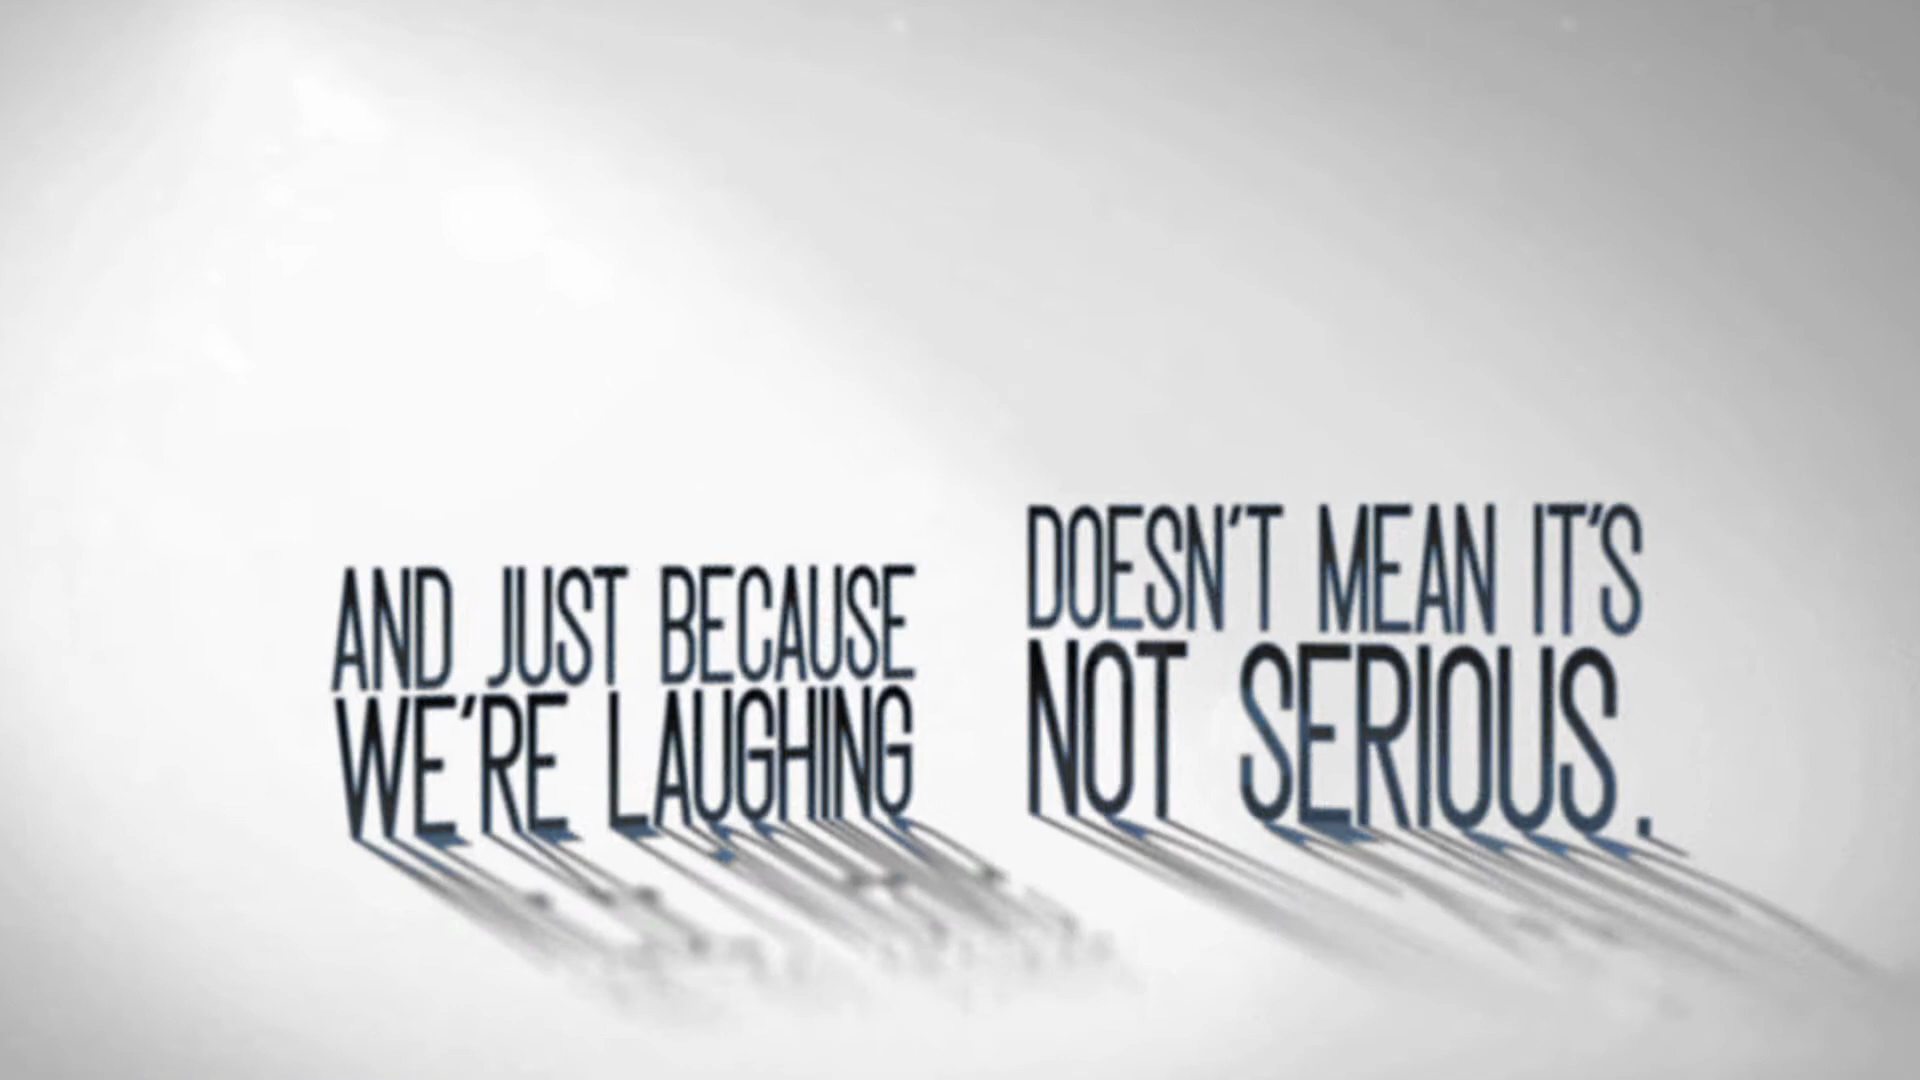 AND JUST BECAUSE
WE'RE LAUGHING
DOESN'T MEAN IT'S
NOT SERIOUS.